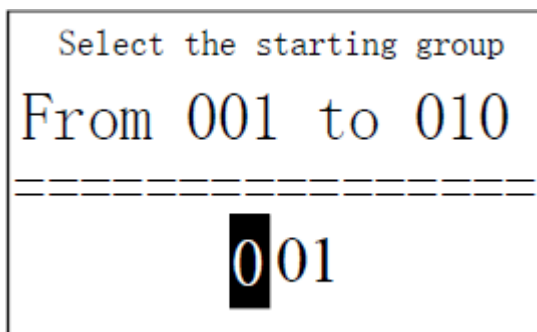 Select the starting group
From 001 to 010
================
001